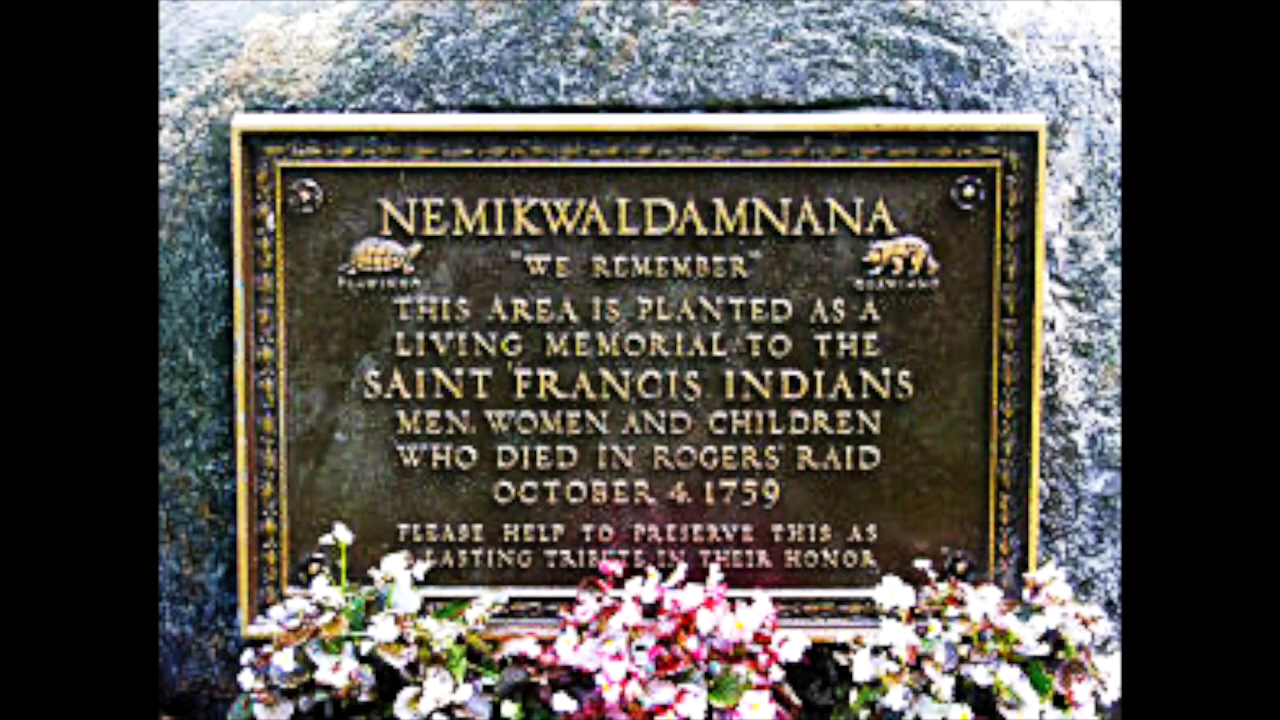 NEMIKWALDAMNANA
"WE REMEMBER"
THIS AREA IS PLANTED AS A
LIVING MEMORIAL TO THE
SAINT FRANCIS INDIANS
MEN, WOMEN AND CHILDREN
WHO DIED IN ROGERS' RAID
OCTOBER 4, 1759
PLEASE HELP TO PRESERVE THIS AS
A LASTING TRIBUTE IN THEIR HONOR